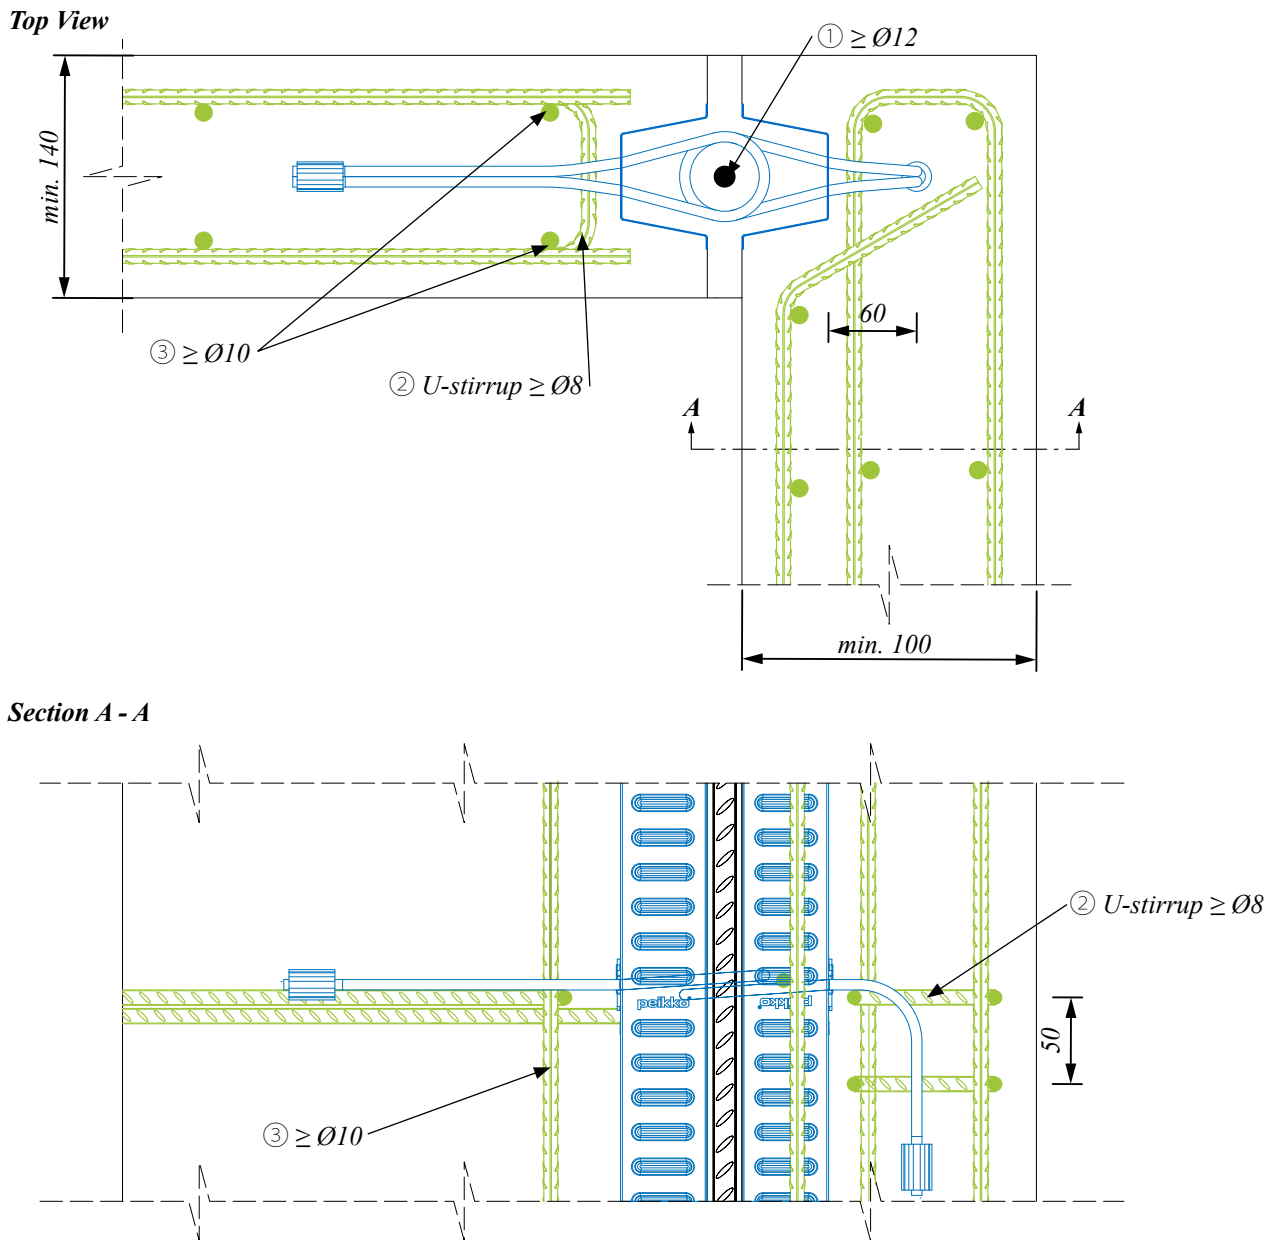 Top View
① ≥ Ø12
min. 140
60
③ ≥ Ø10
② U-stirrup ≥ Ø8
A
A
min. 100
Section A - A
② U-stirrup ≥ Ø8
peikko
50
③ ≥ Ø10